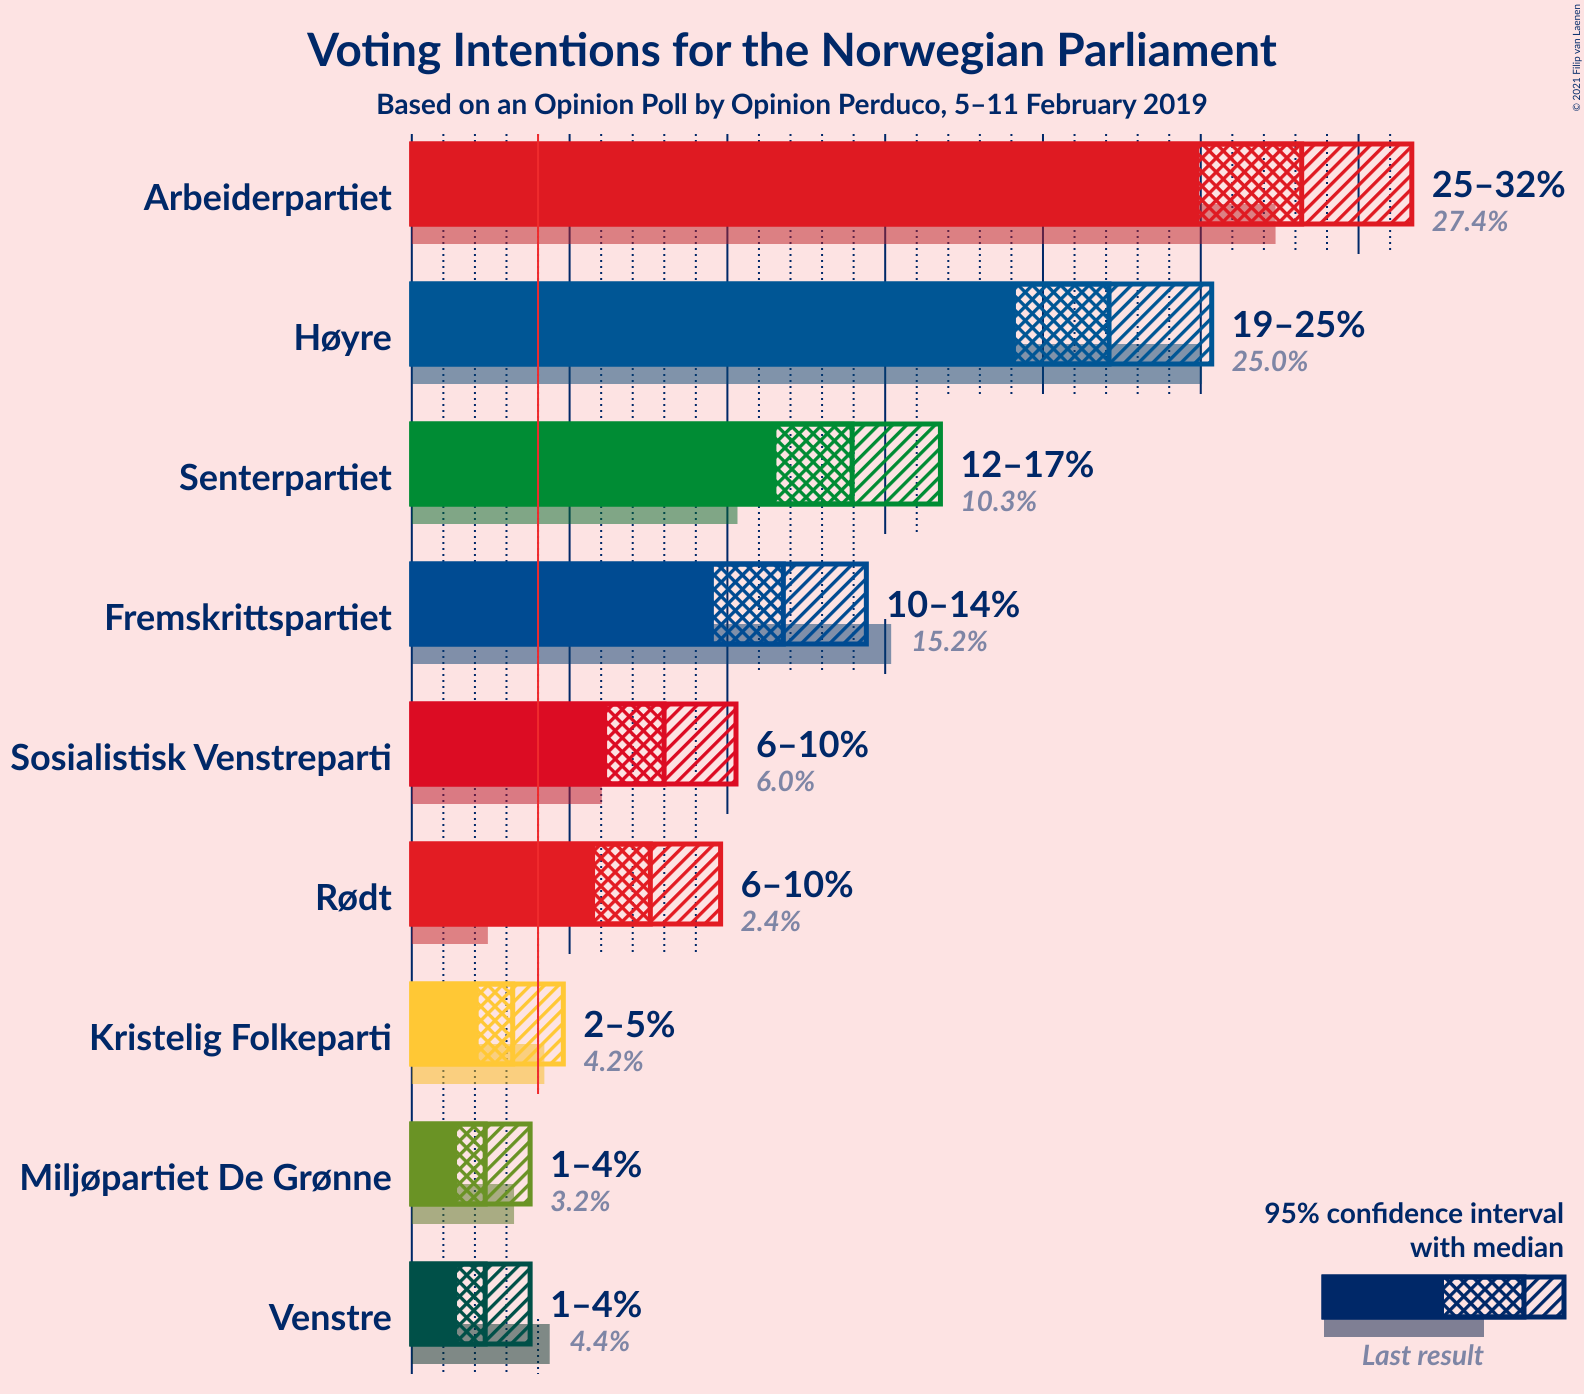 Voting Intentions for the Norwegian Parliament
Based on an Opinion Poll by Opinion Perduco, 5–11 February 2019
© 2021 Filip van Laenen
Arbeiderpartiet
25–32%
27.4%
Høyre
19–25%
25.0%
Senterpartiet
12–17%
10.3%
Fremskrittspartiet
10–14%
15.2%
Sosialistisk Venstreparti
6–10%
6.0%
Rødt
6–10%
2.4%
Kristelig Folkeparti
2–5%
4.2%
Miljøpartiet De Grønne
1–4%
3.2%
Venstre
1–4%
4.4%
95% confidence interval
with median
Last result